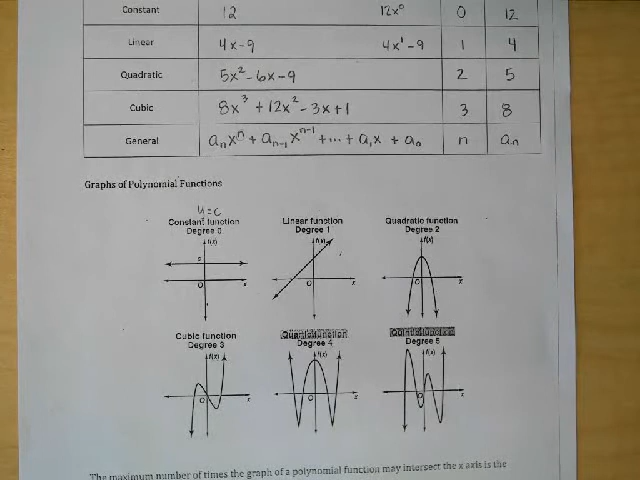 Constant 12 12x⁰ 0 12
Linear 4x-9 4x¹-9 1 4
Quadratic 5x²-6x-9 2 5
Cubic 8x³+12x²-3x+1 3 8
General aₙxⁿ + aₙ₋₁xⁿ⁻¹ + ... + a₁x + a₀ n aₙ
Graphs of Polynomial Functions
y=c
Constant function Linear function Quadratic function
Degree 0 Degree 1 Degree 2
f(x) f(x) f(x)
c
O x O x O x
Cubic function
Degree 3 Degree 4 Degree 5
f(x) f(x) f(x)
O x O x O x
The maximum number of times the graph of a polynomial function may intersect the x axis is the